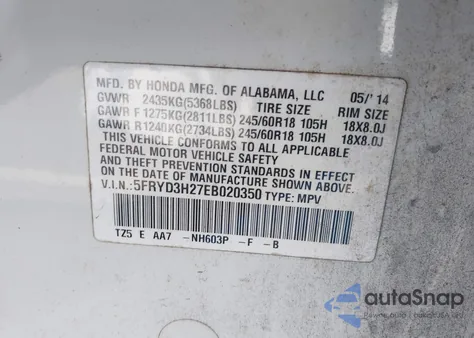 MFD. BY HONDA MFG. OF ALABAMA, LLC 05/'14
GVWR 2435KG(5368LBS) TIRE SIZE RIM SIZE
GAWR F1275KG(2811LBS)245/60R18 105H 18X8.0J
GAWR R1240KG(2734LBS)245/60R18 105H 18X8.0J
THIS VEHICLE CONFORMS TO ALL APPLICABLE
FEDERAL MOTOR VEHICLE SAFETY
AND THEFT PREVENTION STANDARDS IN EFFECT ON THE
DATE OF MANUFACTURE SHOWN ABOVE.
V.I.N:5FRYD3H27EB020350 TYPE: MPV
TZ5 E AA7 -NH603P -F -B
autoSnap